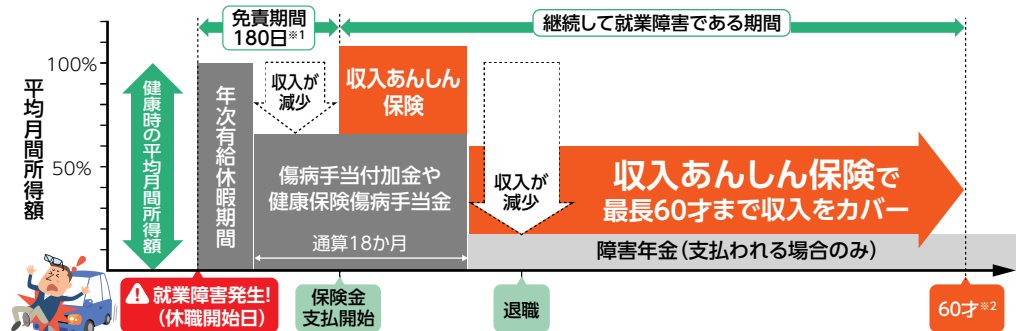 免責期間
180日※1
継続して就業障害である期間
平均月間所得額
100%
50%
健康時の平均月間所得額
年次有給休暇期間
収入が
減少
収入あんしん
保険
傷病手当付加金や
健康保険傷病手当金
通算18か月
収入が
減少
収入あんしん保険で
最長60才まで収入をカバー
障害年金(支払われる場合のみ)
就業障害発生!
(休職開始日)
保険金
支払開始
退職
60才※2